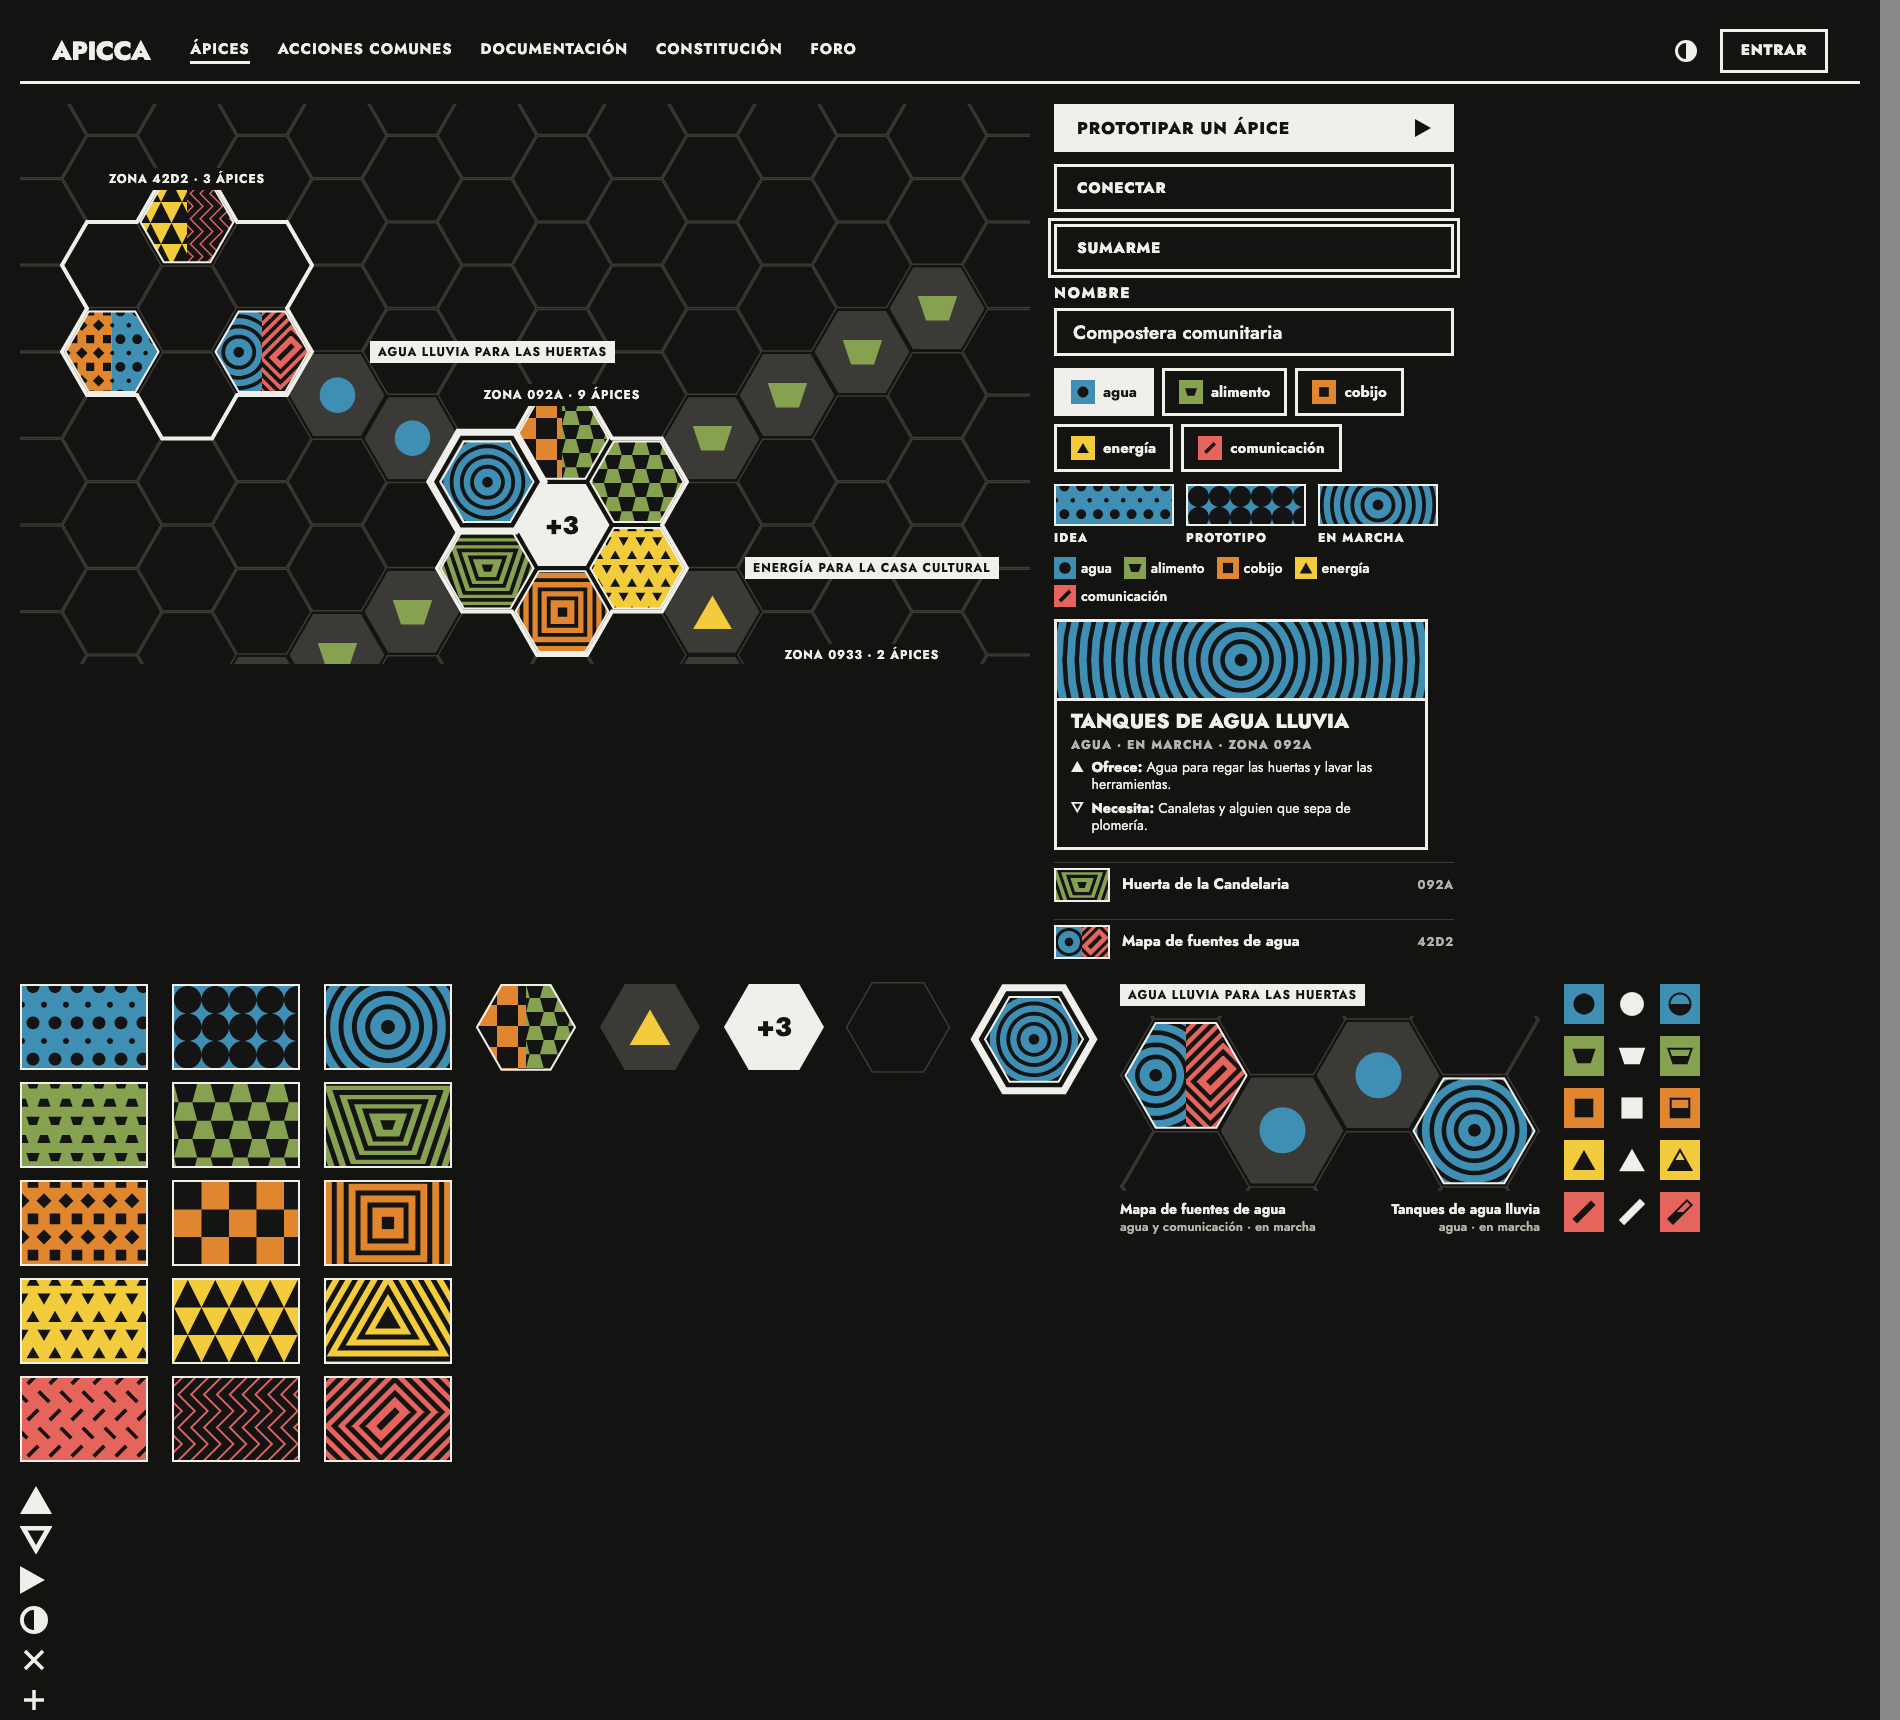 APICCA ÁPICES ACCIONES COMUNES DOCUMENTACIÓN CONSTITUCIÓN FORO ENTRAR
ZONA 42D2 · 3 ÁPICES
AGUA LLUVIA PARA LAS HUERTAS
ZONA 092A · 9 ÁPICES
+3
ENERGÍA PARA LA CASA CULTURAL
ZONA 0933 · 2 ÁPICES
PROTOTIPAR UN ÁPICE
CONECTAR
SUMARME
NOMBRE
Compostera comunitaria
agua alimento cobijo
energía comunicación
IDEA PROTOTIPO EN MARCHA
agua alimento cobijo energía
comunicación
TANQUES DE AGUA LLUVIA
AGUA · EN MARCHA · ZONA 092A
Ofrece: Agua para regar las huertas y lavar las
herramientas.
Necesita: Canaletas y alguien que sepa de
plomería.
Huerta de la Candelaria 092A
Mapa de fuentes de agua 42D2
+3
AGUA LLUVIA PARA LAS HUERTAS
Mapa de fuentes de agua Tanques de agua lluvia
agua y comunicación · en marcha agua · en marcha